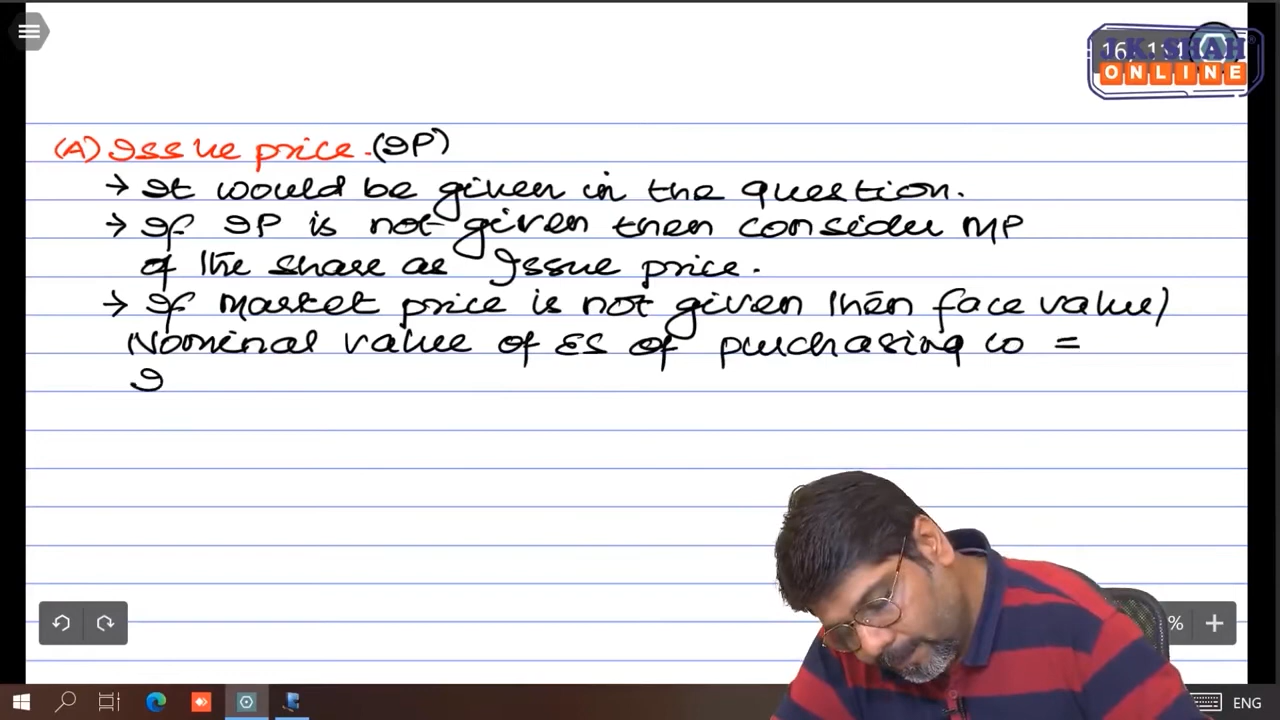 J.K. SHAH®
ONLINE
(A) Issue price. (IP)
→ It would be given in the question.
→ If IP is not given then consider MP
of the share as Issue price.
→ If Market price is not given then face value/
Nominal value of ES of purchasing co =
I
%
ENG